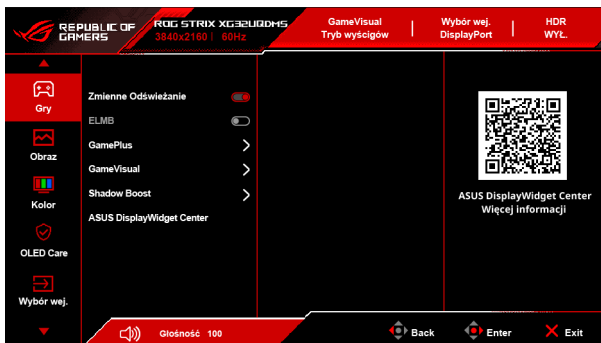 REPUBLIC OF
GAMERS
ROG STRIX XG32UQDMS
3840x2160 | 60Hz
GameVisual
Tryb wyścigów
Wybór wej.
DisplayPort
HDR
WYŁ.
Gry
Obraz
Kolor
OLED Care
Wybór wej.
Zmienne Odświeżanie
ELMB
GamePlus
GameVisual
Shadow Boost
ASUS DisplayWidget Center
ASUS DisplayWidget Center
Więcej informacji
Głośność 100
Back
Enter
Exit